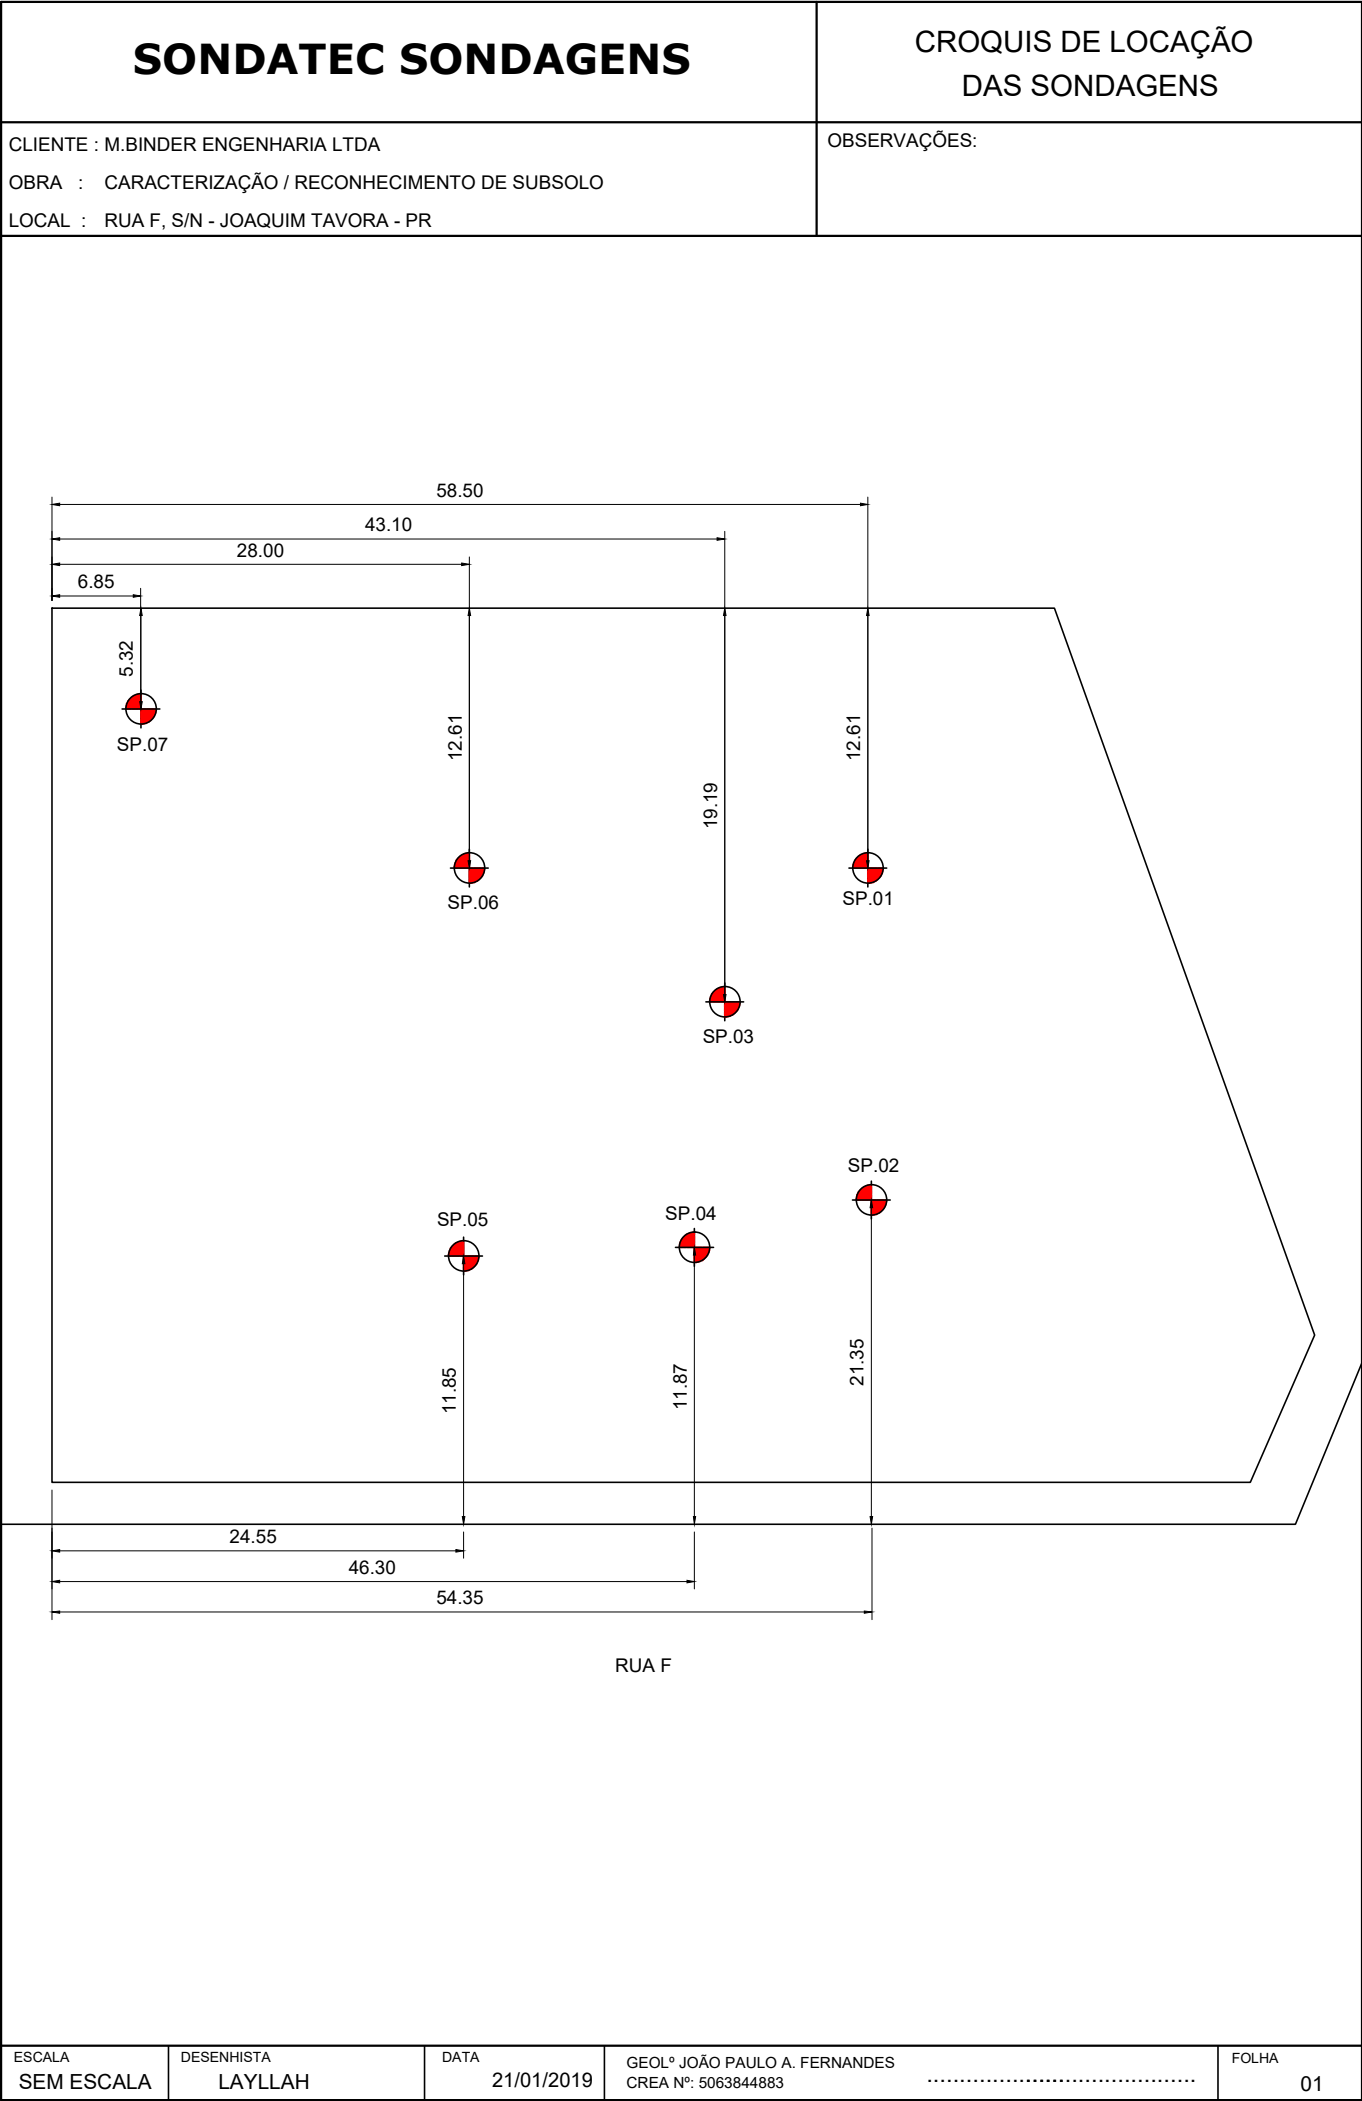 SONDATEC SONDAGENS
CROQUIS DE LOCAÇÃO
DAS SONDAGENS
CLIENTE : M.BINDER ENGENHARIA LTDA
OBRA : CARACTERIZAÇÃO / RECONHECIMENTO DE SUBSOLO
LOCAL : RUA F, S/N - JOAQUIM TAVORA - PR
OBSERVAÇÕES:
58.50
43.10
28.00
6.85
5.32
12.61
12.61
19.19
SP.07
SP.06
SP.01
SP.03
SP.02
SP.05
SP.04
11.85
11.87
21.35
24.55
46.30
54.35
RUA F
ESCALA
SEM ESCALA
DESENHISTA
LAYLLAH
DATA
21/01/2019
GEOLº JOÃO PAULO A. FERNANDES
CREA Nº: 5063844883
FOLHA
01